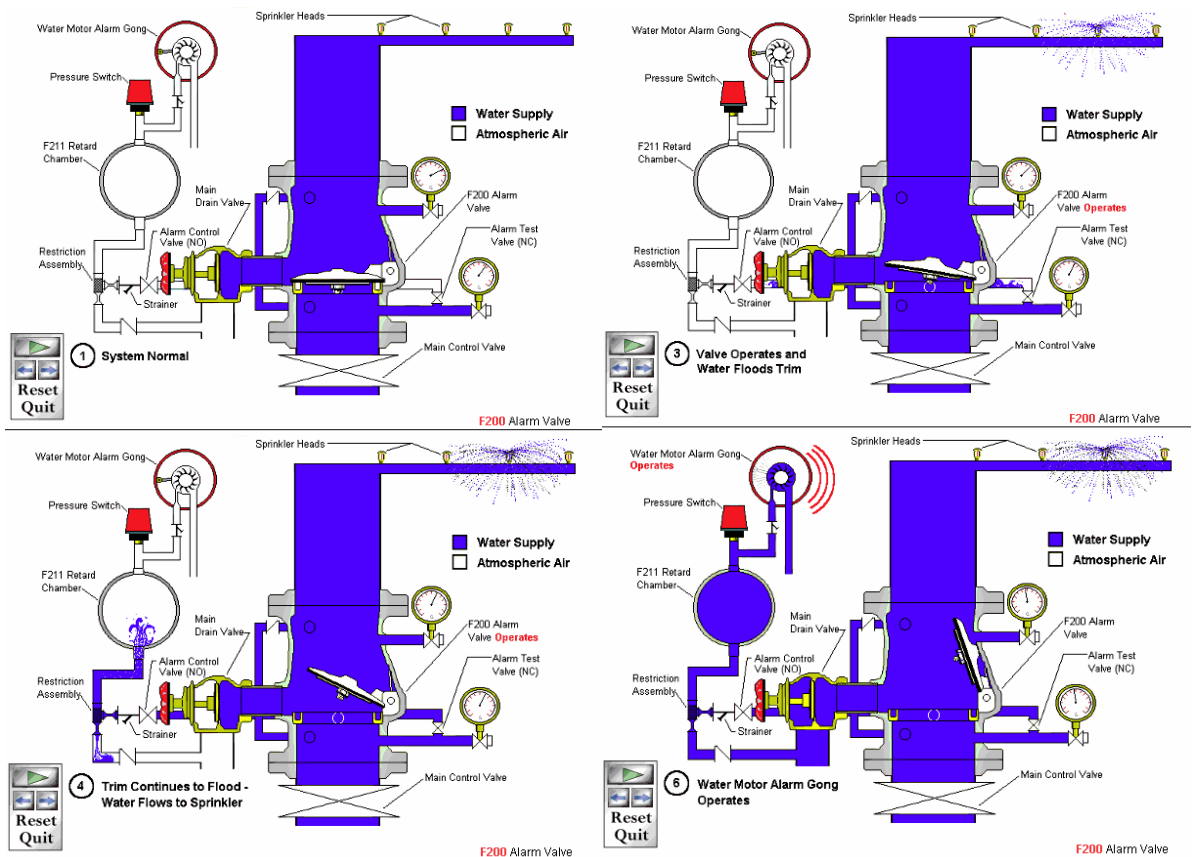 Sprinkler Heads
Water Motor Alarm Gong
Pressure Switch
Water Supply
Atmospheric Air
F211 Retard
Chamber
Main
Drain Valve
F200 Alarm
Valve
Alarm Control
Valve (NO)
Alarm Test
Valve (NC)
Restriction
Assembly
Strainer
Main Control Valve
1 System Normal
Reset
Quit
F200 Alarm Valve
Sprinkler Heads
Water Motor Alarm Gong
Pressure Switch
Water Supply
Atmospheric Air
F211 Retard
Chamber
Main
Drain Valve
F200 Alarm
Valve Operates
Alarm Control
Valve (NO)
Alarm Test
Valve (NC)
Restriction
Assembly
Strainer
Main Control Valve
3 Valve Operates and
Water Floods Trim
Reset
Quit
F200 Alarm Valve
Sprinkler Heads
Water Motor Alarm Gong
Pressure Switch
Water Supply
Atmospheric Air
F211 Retard
Chamber
Main
Drain Valve
F200 Alarm
Valve Operates
Alarm Control
Valve (NO)
Alarm Test
Valve (NC)
Restriction
Assembly
Strainer
Main Control Valve
4 Trim Continues to Flood -
Water Flows to Sprinkler
Reset
Quit
F200 Alarm Valve
Sprinkler Heads
Water Motor Alarm Gong
Operates
Pressure Switch
Water Supply
Atmospheric Air
F211 Retard
Chamber
Main
Drain Valve
F200 Alarm
Valve
Alarm Control
Valve (NO)
Alarm Test
Valve (NC)
Restriction
Assembly
Strainer
Main Control Valve
6 Water Motor Alarm Gong
Operates
Reset
Quit
F200 Alarm Valve